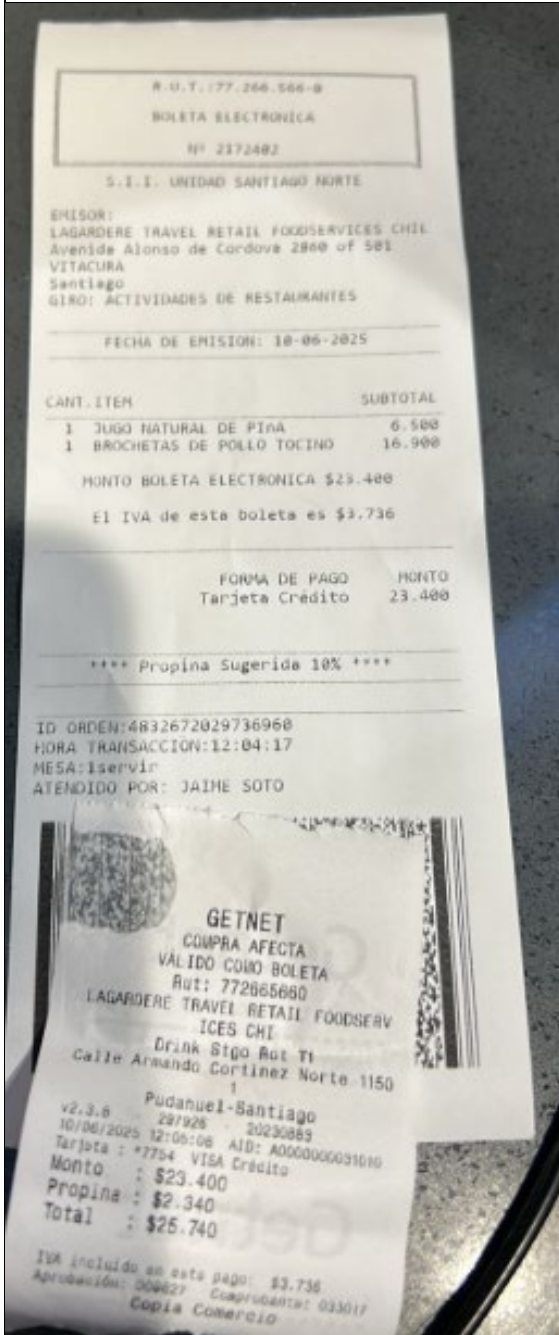 R.U.T.:77.266.566-0
BOLETA ELECTRONICA
Nº 2172402
S.I.I. UNIDAD SANTIAGO NORTE
EMISOR:
LAGARDERE TRAVEL RETAIL FOODSERVICES CHIL
Avenida Alonso de Cordova 2860 of 501
VITACURA
Santiago
GIRO: ACTIVIDADES DE RESTAURANTES
FECHA DE EMISION: 10-06-2025
CANT.ITEM SUBTOTAL
1 JUGO NATURAL DE PIñA 6.500
1 BROCHETAS DE POLLO TOCINO 16.900
MONTO BOLETA ELECTRONICA $23.400
El IVA de esta boleta es $3.736
FORMA DE PAGO MONTO
Tarjeta Crédito 23.400
**** Propina Sugerida 10% ****
ID ORDEN:4832672029736960
HORA TRANSACCION:12:04:17
MESA:1servir
ATENDIDO POR: JAIME SOTO
GETNET
COMPRA AFECTA
VALIDO COMO BOLETA
Rut: 772665660
LAGARDERE TRAVEL RETAIL FOODSERV
ICES CHI
Drink Stgo Rot T1
Calle Armando Cortinez Norte 1150
1
Pudahuel-Santiago
v2.3.6 297926 20230889
10/06/2025 12:05:06 AID: A0000000031010
Tarjeta : *7754 VISA Crédito
Monto : $23.400
Propina : $2.340
Total : $25.740
IVA incluido en este pago: $3.736
Aprobación: 000627 Comprobante: 033017
Copia Comercio